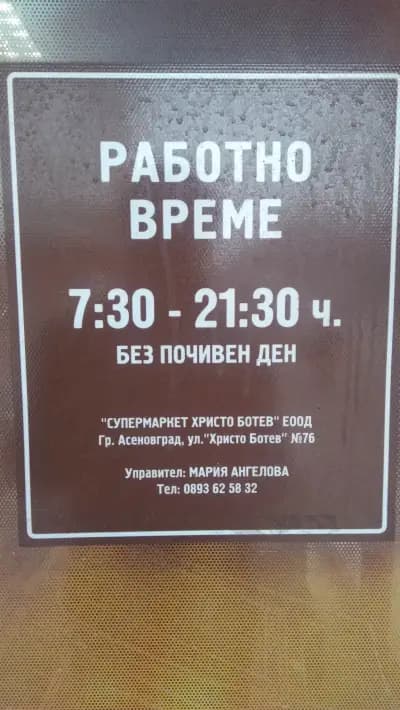 РАБОТНО
ВРЕМЕ
7:30 - 21:30 ч.
БЕЗ ПОЧИВЕН ДЕН
"СУПЕРМАРКЕТ ХРИСТО БОТЕВ" ЕООД
Гр. Асеновград, ул."Христо Ботев" №76
Управител: МАРИЯ АНГЕЛОВА
Тел: 0893 62 58 32